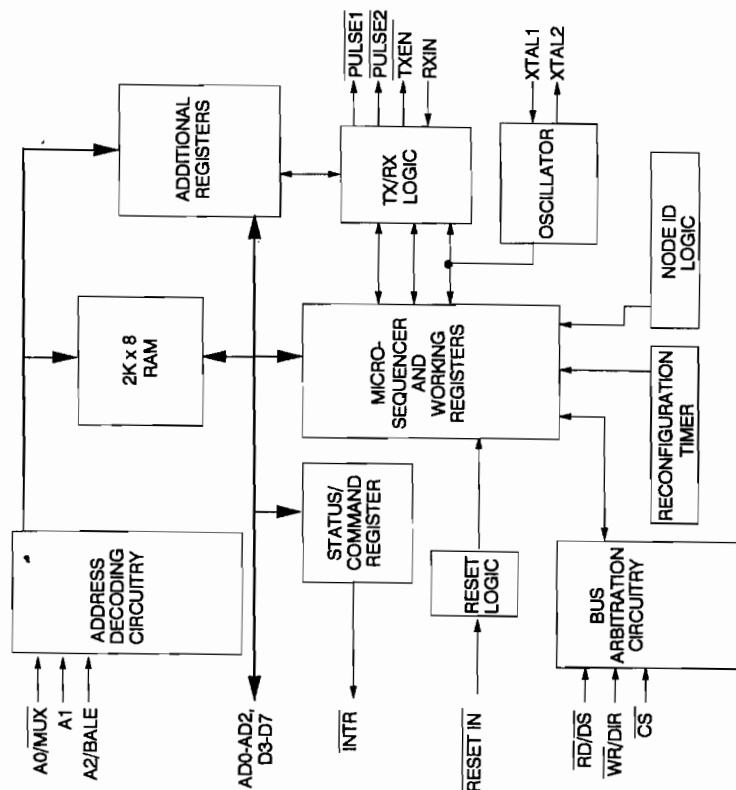 A0/MUX
A1
A2/BALE
ADDRESS
DECODING
CIRCUITRY
2K x 8
RAM
ADDITIONAL
REGISTERS
AD0-AD2,
D3-D7
INTR
STATUS/
COMMAND
REGISTER
MICRO-
SEQUENCER
AND
WORKING
REGISTERS
TX/RX
LOGIC
PULSE1
PULSE2
TXEN
RXIN
RESET IN
RESET
LOGIC
OSCILLATOR
XTAL1
XTAL2
RD/DS
WR/DIR
CS
BUS
ARBITRATION
CIRCUITRY
RECONFIGURATION
TIMER
NODE ID
LOGIC